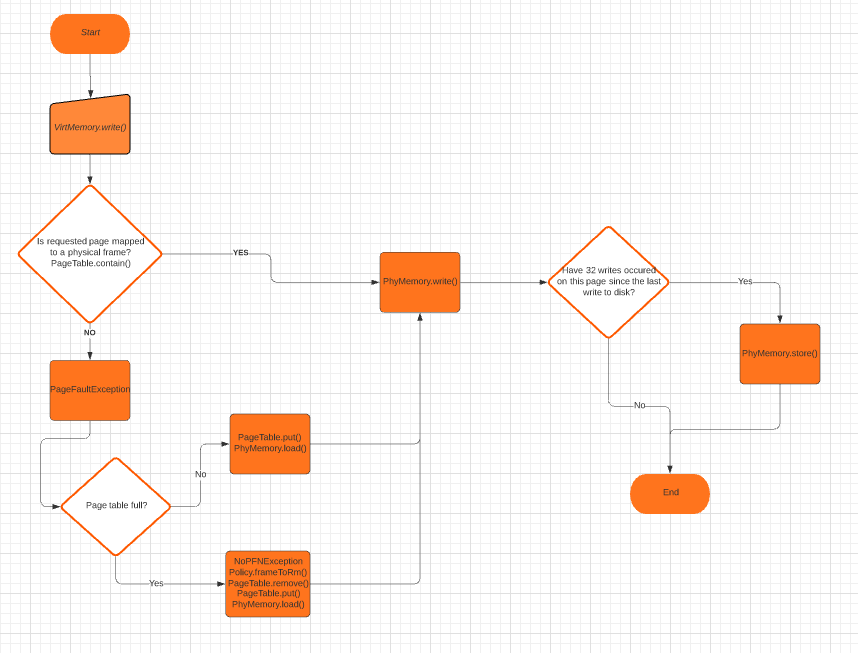 Start
VirtMemory.write()
Is requested page mapped
to a physical frame?
PageTable.contain()
YES
NO
PageFaultException
Page table full?
No
PageTable.put()
PhyMemory.load()
Yes
NoPFNException
Policy.frameToRm()
PageTable.remove()
PageTable.put()
PhyMemory.load()
PhyMemory.write()
Have 32 writes occured
on this page since the last
write to disk?
Yes
PhyMemory.store()
No
End